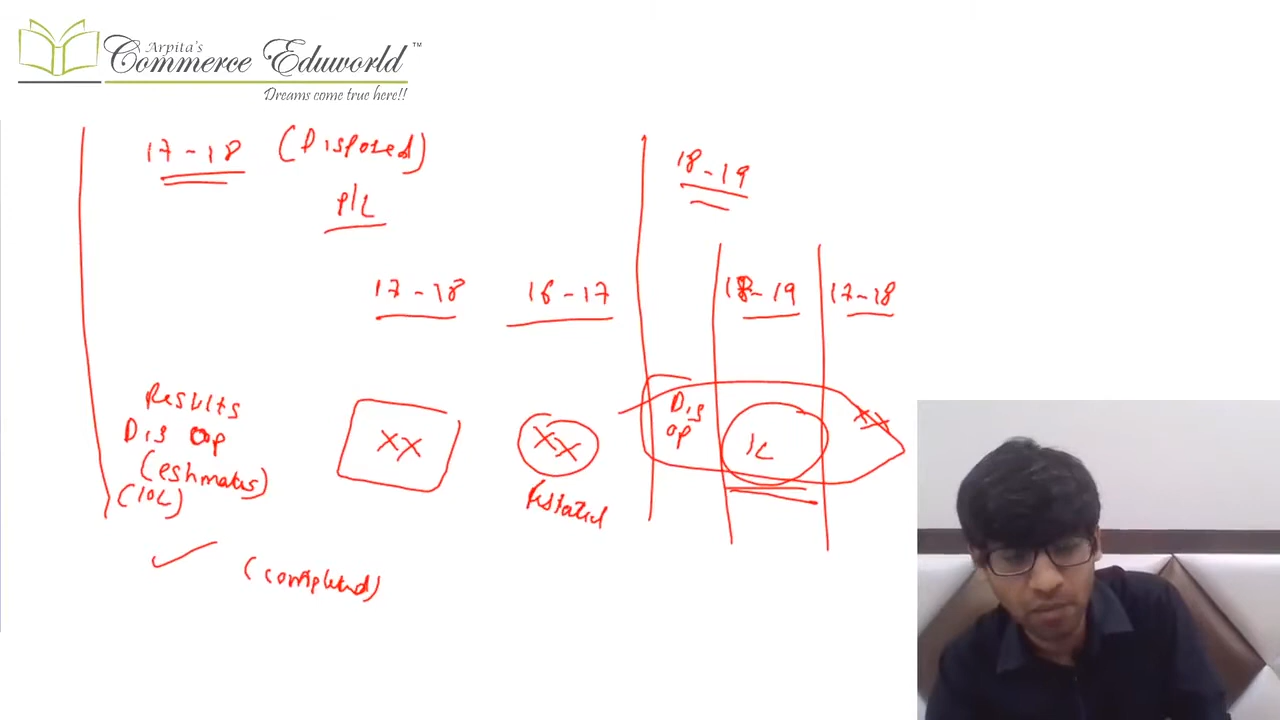 Arpita's
Commerce Eduworld™
Dreams come true here!!
17-18 (Disposed)
P/L
17-18 16-17
Results
Dis Op
(estimates)
(10L)
XX XX
Restated
(completed)
18-19
18-19 17-18
Dis
op
1L
XX